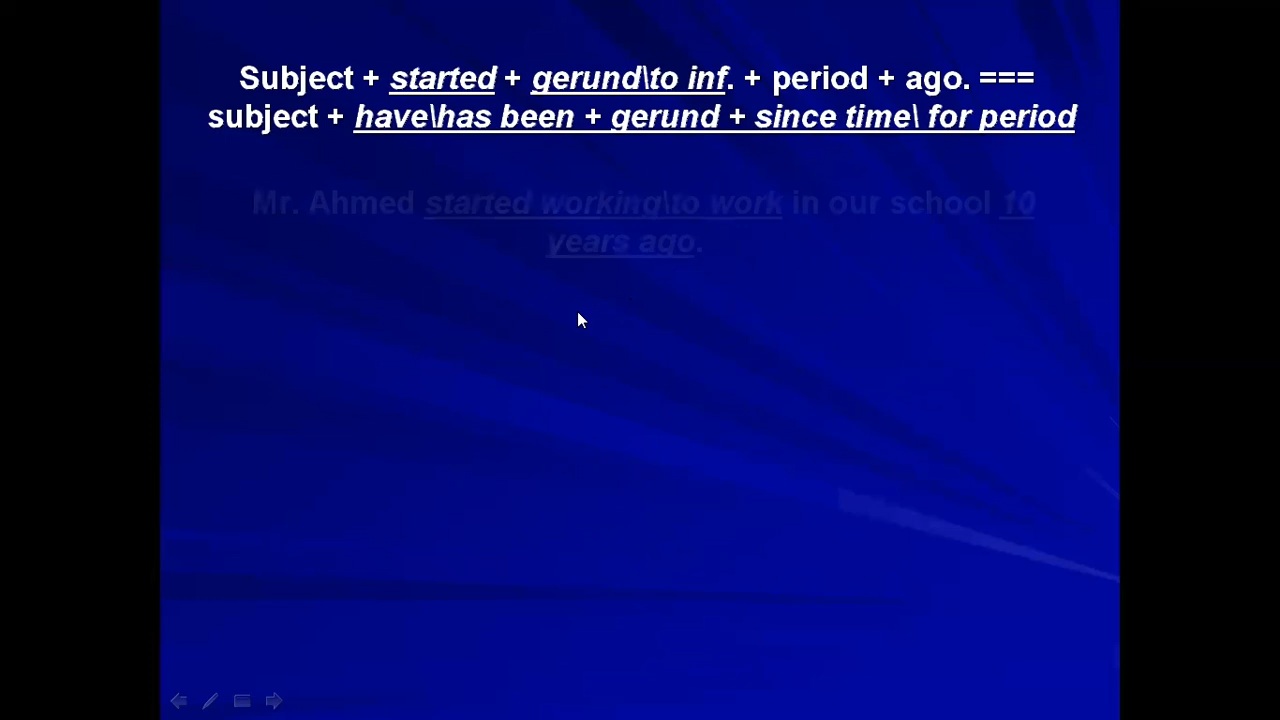 Subject + started + gerund\to inf. + period + ago. ===
subject + have\has been + gerund + since time\ for period
Mr. Ahmed started working\to work in our school 10
years ago.